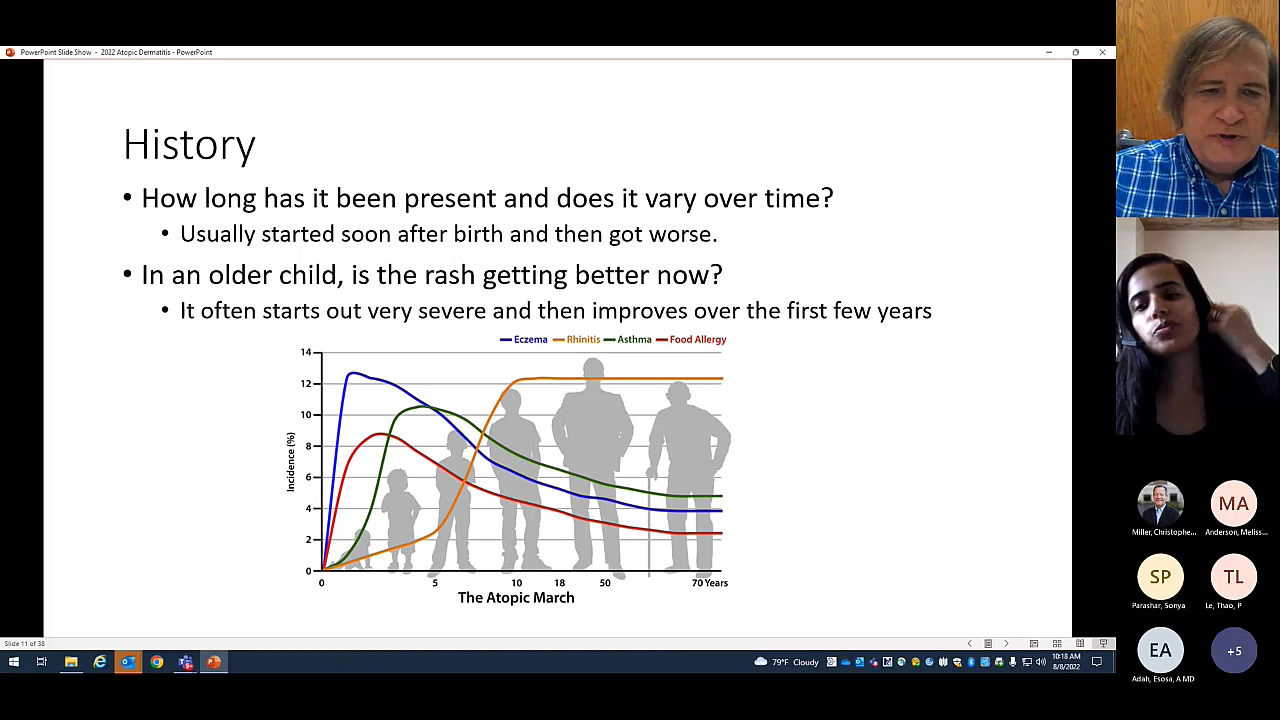 PowerPoint Slide Show - 2022 Atopic Dermatitis - PowerPoint
History
• How long has it been present and does it vary over time?
• Usually started soon after birth and then got worse.
• In an older child, is the rash getting better now?
• It often starts out very severe and then improves over the first few years
Eczema Rhinitis Asthma Food Allergy
14
12
10
8
6
4
2
0
Incidence (%)
0 5 10 18 50 70 Years
The Atopic March
Slide 11 of 38
79°F Cloudy
10:18 AM
8/8/2022
Miller, Christophe...
MA
Anderson, Meliss...
SP
Parashar, Sonya
TL
Le, Thao, P
EA
Adah, Esosa, A MD
+5